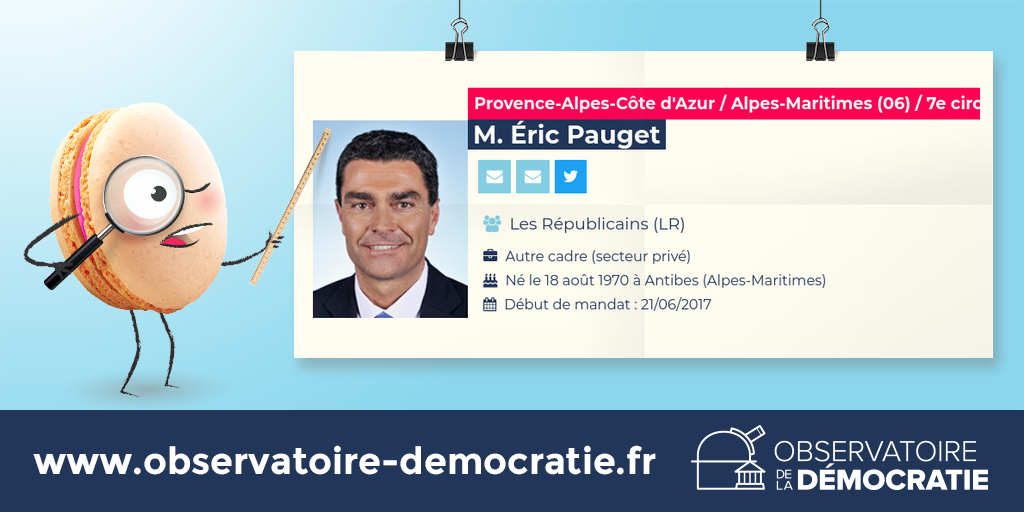 Provence-Alpes-Côte d'Azur / Alpes-Maritimes (06) / 7e circ
M. Éric Pauget
Les Républicains (LR)
Autre cadre (secteur privé)
Né le 18 août 1970 à Antibes (Alpes-Maritimes)
Début de mandat : 21/06/2017
www.observatoire-democratie.fr
OBSERVATOIRE
DE LA DÉMOCRATIE